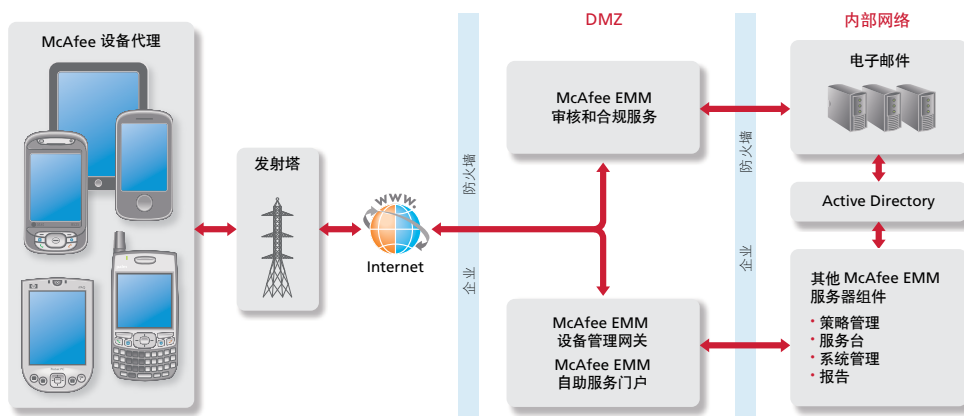 McAfee 设备代理
发射塔
WWW.
Internet
防火墙
企业
DMZ
McAfee EMM
审核和合规服务
McAfee EMM
设备管理网关
McAfee EMM
自助服务门户
防火墙
企业
内部网络
电子邮件
Active Directory
其他 McAfee EMM
服务器组件
• 策略管理
• 服务台
• 系统管理
• 报告